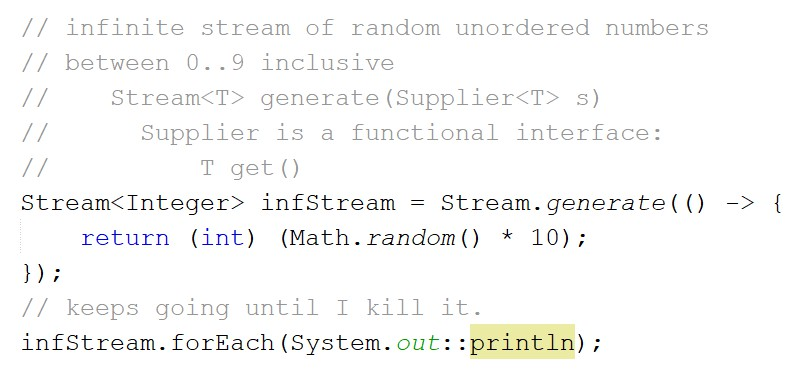 // infinite stream of random unordered numbers
// between 0..9 inclusive
//    Stream<T> generate(Supplier<T> s)
//      Supplier is a functional interface:
//          T get()
Stream<Integer> infStream = Stream.generate(() -> {
    return (int) (Math.random() * 10);
});
// keeps going until I kill it.
infStream.forEach(System.out::println);